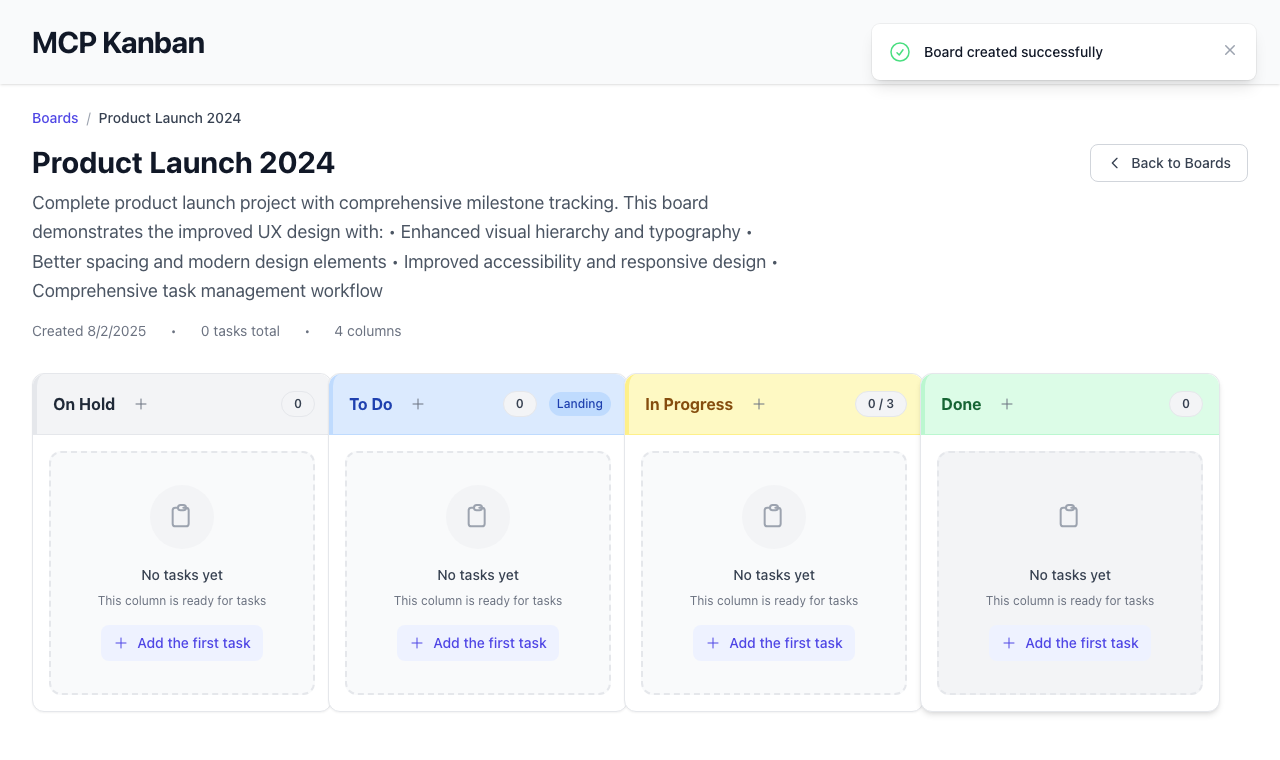 MCP Kanban
Board created successfully
Boards / Product Launch 2024
Product Launch 2024
Back to Boards
Complete product launch project with comprehensive milestone tracking. This board
demonstrates the improved UX design with: • Enhanced visual hierarchy and typography •
Better spacing and modern design elements • Improved accessibility and responsive design •
Comprehensive task management workflow
Created 8/2/2025 • 0 tasks total • 4 columns
On Hold 0
To Do 0 Landing
In Progress 0 / 3
Done 0
No tasks yet
This column is ready for tasks
Add the first task
No tasks yet
This column is ready for tasks
Add the first task
No tasks yet
This column is ready for tasks
Add the first task
No tasks yet
This column is ready for tasks
Add the first task